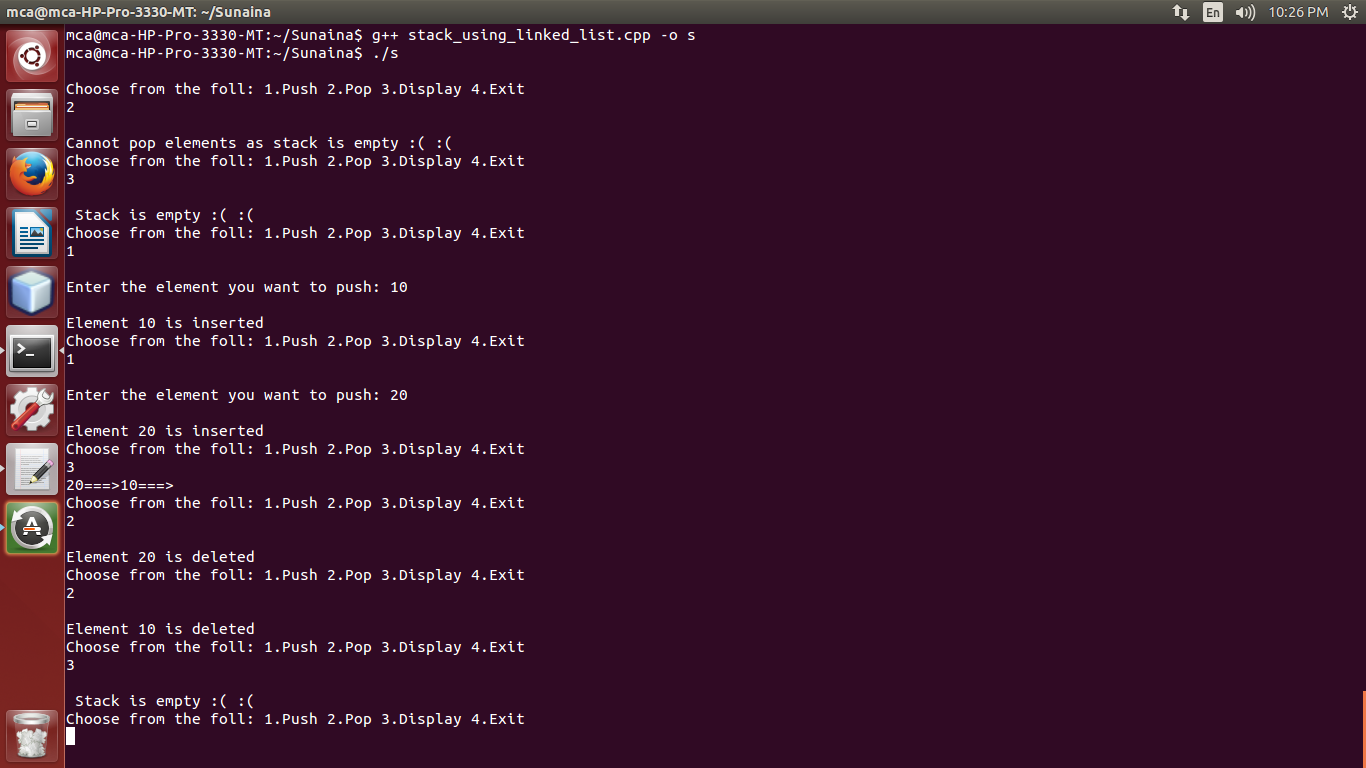 mca@mca-HP-Pro-3330-MT: ~/Sunaina
En
10:26 PM
mca@mca-HP-Pro-3330-MT:~/Sunaina$ g++ stack_using_linked_list.cpp -o s
mca@mca-HP-Pro-3330-MT:~/Sunaina$ ./s
Choose from the foll: 1.Push 2.Pop 3.Display 4.Exit
2
Cannot pop elements as stack is empty :( :(
Choose from the foll: 1.Push 2.Pop 3.Display 4.Exit
3
 Stack is empty :( :(
Choose from the foll: 1.Push 2.Pop 3.Display 4.Exit
1
Enter the element you want to push: 10
Element 10 is inserted
Choose from the foll: 1.Push 2.Pop 3.Display 4.Exit
1
Enter the element you want to push: 20
Element 20 is inserted
Choose from the foll: 1.Push 2.Pop 3.Display 4.Exit
3
20===>10===>
Choose from the foll: 1.Push 2.Pop 3.Display 4.Exit
2
Element 20 is deleted
Choose from the foll: 1.Push 2.Pop 3.Display 4.Exit
2
Element 10 is deleted
Choose from the foll: 1.Push 2.Pop 3.Display 4.Exit
3
 Stack is empty :( :(
Choose from the foll: 1.Push 2.Pop 3.Display 4.Exit